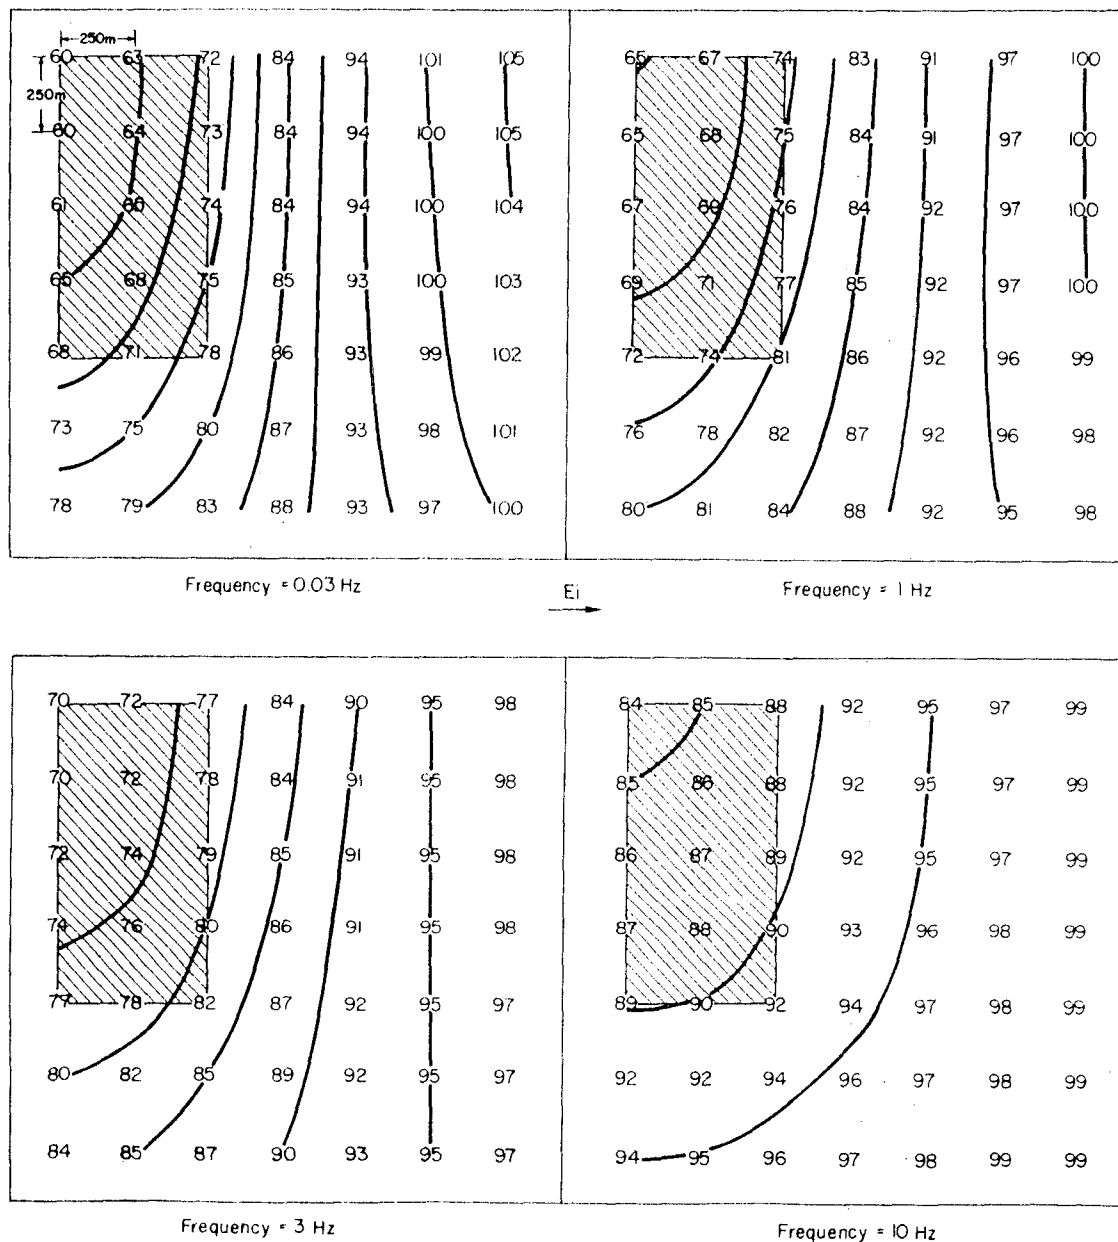 250m
60 63 72 84 94 101 105
250m
60 64 73 84 94 100 105
61 66 74 84 94 100 104
65 68 75 85 93 100 103
68 71 78 86 93 99 102
73 75 80 87 93 98 101
78 79 83 88 93 97 100
Frequency = 0.03 Hz
65 67 74 83 91 97 100
65 68 75 84 91 97 100
67 69 76 84 92 97 100
69 71 77 85 92 97 100
72 74 81 86 92 96 99
76 78 82 87 92 96 98
80 81 84 88 92 95 98
Frequency = 1 Hz
Ei
70 72 77 84 90 95 98
70 72 78 84 91 95 98
72 74 79 85 91 95 98
74 76 80 86 91 95 98
77 78 82 87 92 95 97
80 82 85 89 92 95 97
84 85 87 90 93 95 97
Frequency = 3 Hz
84 85 88 92 95 97 99
85 86 88 92 95 97 99
86 87 89 92 95 97 99
87 88 90 93 96 98 99
89 90 92 94 97 98 99
92 92 94 96 97 98 99
94 95 96 97 98 99 99
Frequency = 10 Hz